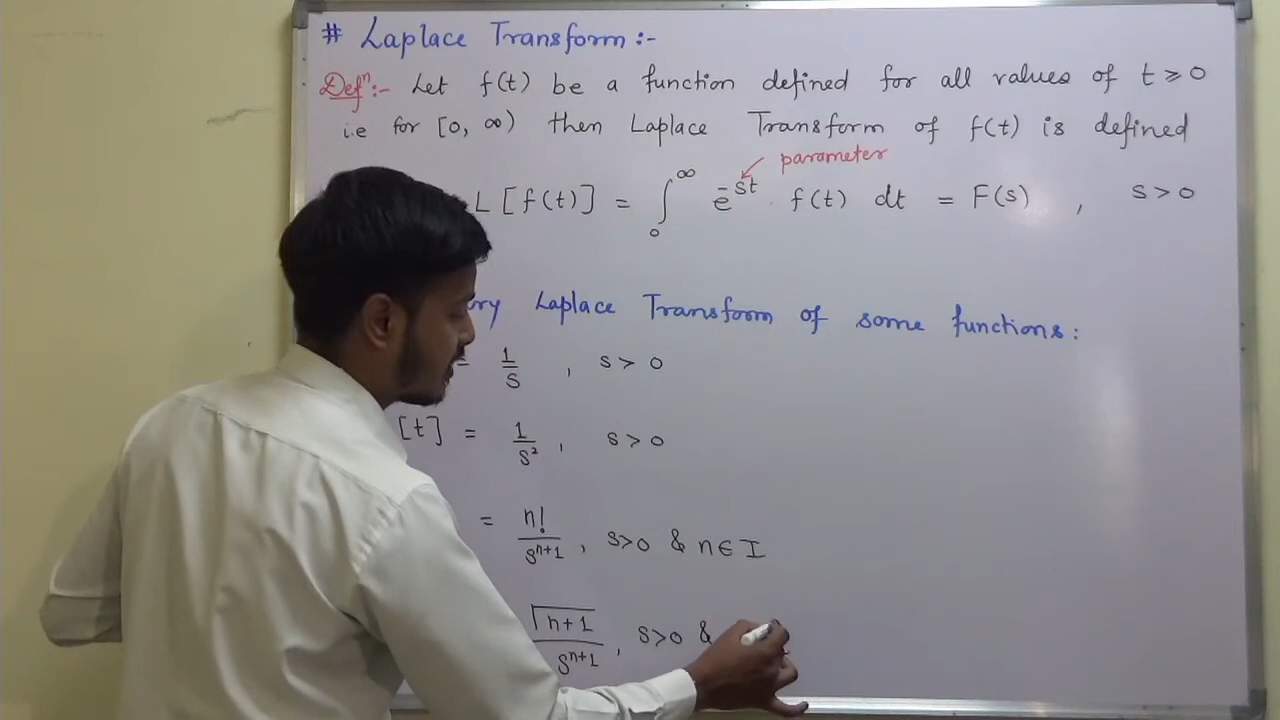 # Laplace Transform :-
Defⁿ :- Let f(t) be a function defined for all values of t ≥ 0
i.e for [0, ∞) then Laplace Transform of f(t) is defined
parameter
L[f(t)] = ∫₀^∞ e^{-st} . f(t) dt = F(s) , s > 0
Laplace Transform of some functions :
= 1/s , s > 0
[t] = 1/s² , s > 0
= n!/s^{n+1} , s>0 & n ∈ I
Γ(n+1)/s^{n+1} , s>0 &